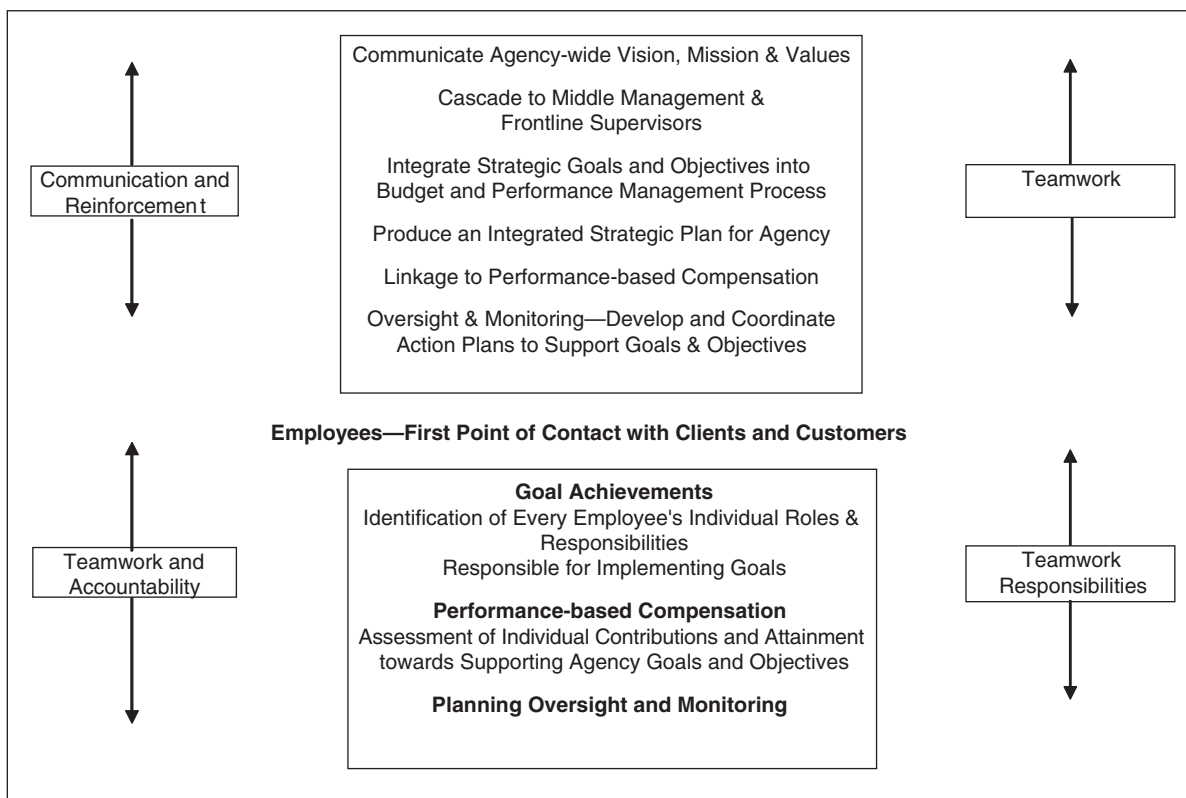 Communicate Agency-wide Vision, Mission & Values
Cascade to Middle Management &
Frontline Supervisors
Integrate Strategic Goals and Objectives into
Budget and Performance Management Process
Produce an Integrated Strategic Plan for Agency
Linkage to Performance-based Compensation
Oversight & Monitoring—Develop and Coordinate
Action Plans to Support Goals & Objectives
Communication and
Reinforcement
Teamwork
Employees—First Point of Contact with Clients and Customers
Goal Achievements
Identification of Every Employee's Individual Roles &
Responsibilities
Responsible for Implementing Goals
Performance-based Compensation
Assessment of Individual Contributions and Attainment
towards Supporting Agency Goals and Objectives
Planning Oversight and Monitoring
Teamwork and
Accountability
Teamwork
Responsibilities